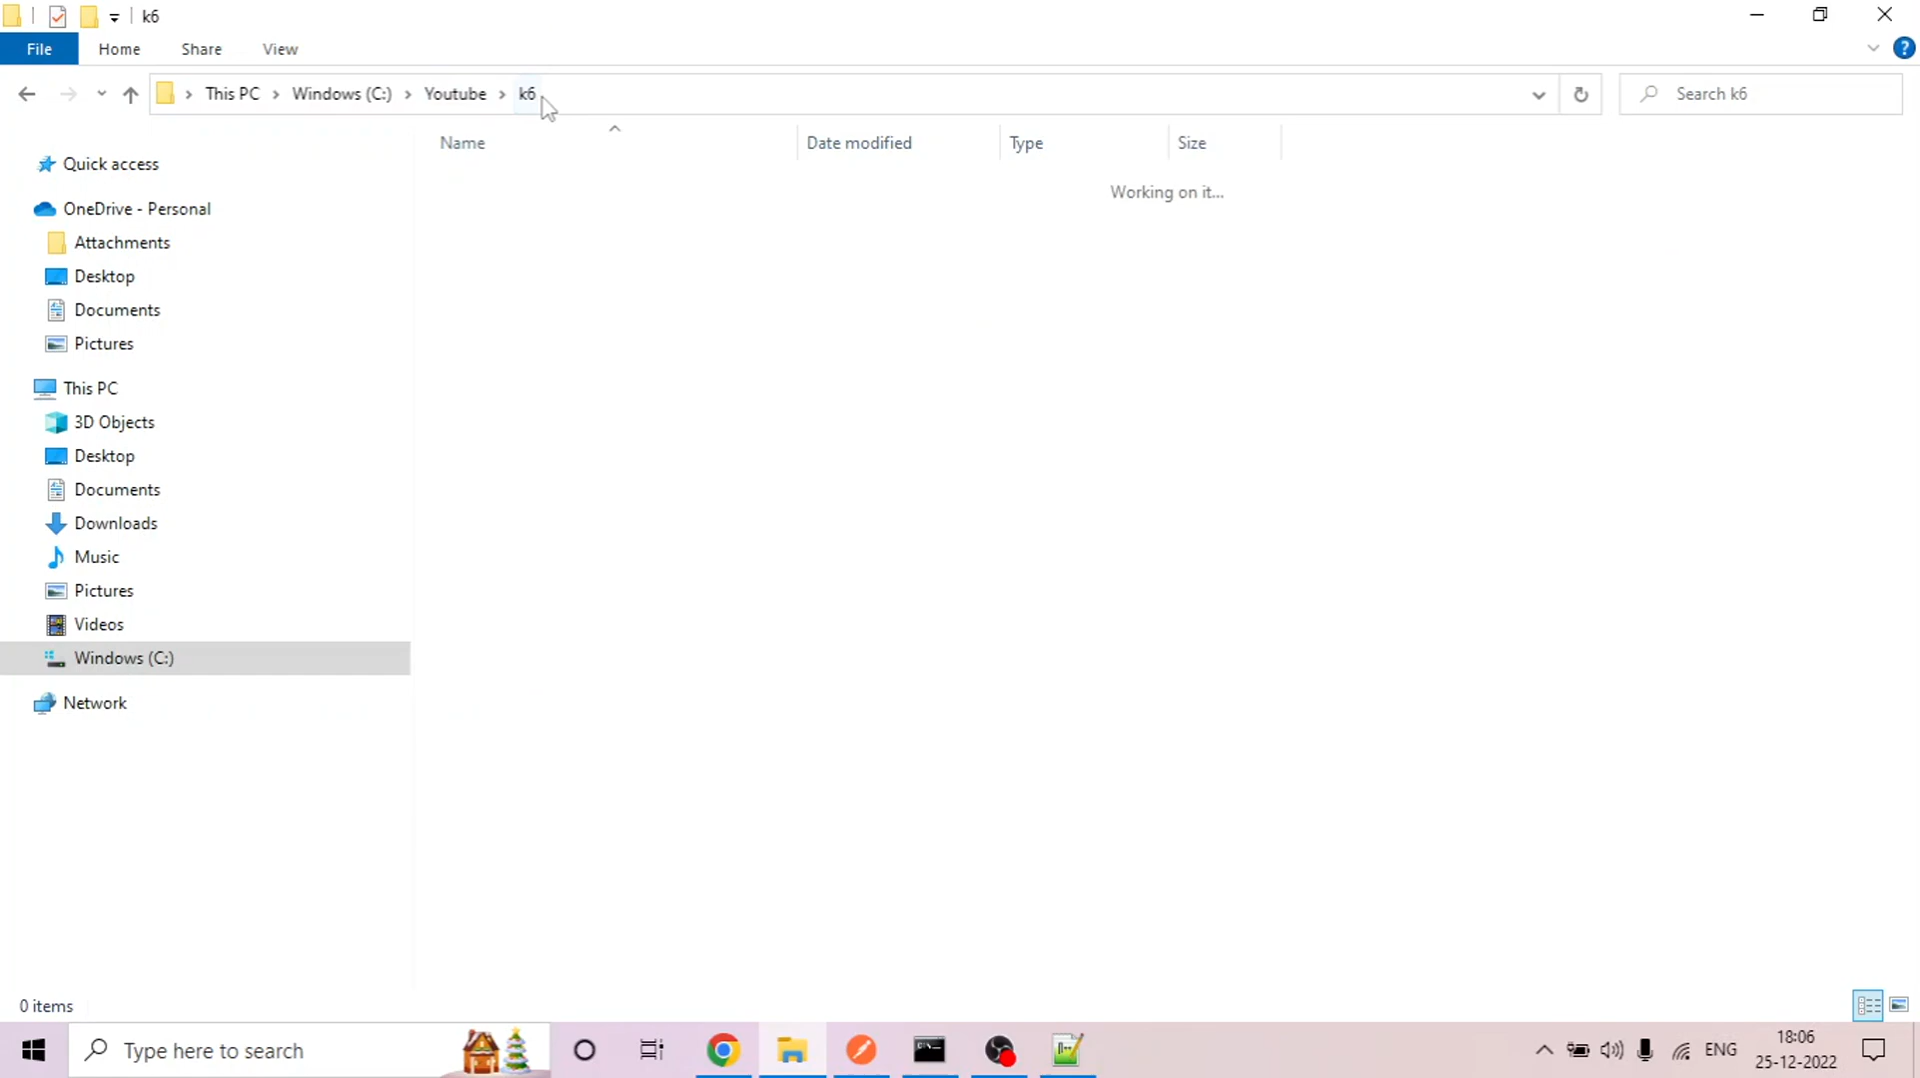 k6
File Home Share View
This PC Windows (C:) Youtube k6 Search k6
Name Date modified Type Size
Working on it...
Quick access
OneDrive - Personal
Attachments
Desktop
Documents
Pictures
This PC
3D Objects
Desktop
Documents
Downloads
Music
Pictures
Videos
Windows (C:)
Network
0 items
Type here to search
ENG
18:06
25-12-2022